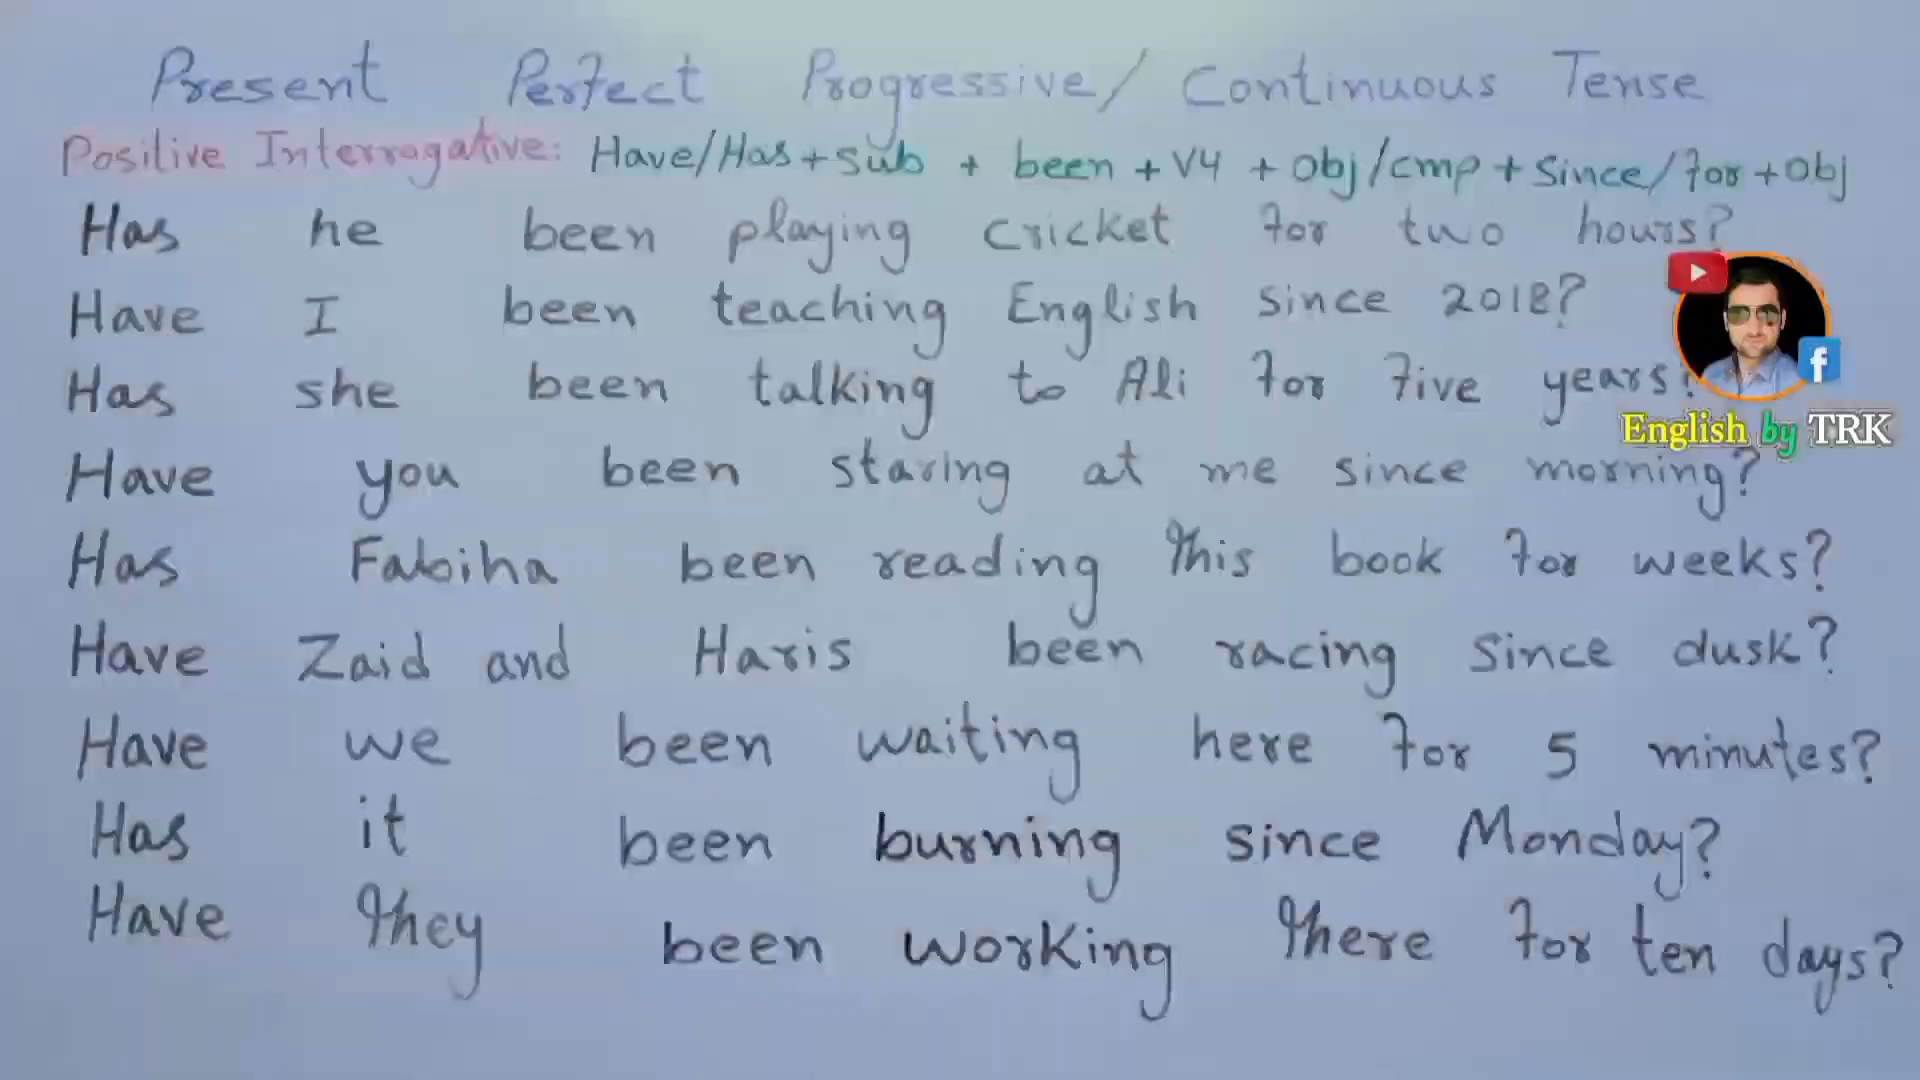 Present Perfect Progressive/Continuous Tense
Positive Interragative: Have/Has + Sub + been + V4 + Obj/cmp + Since/for + Obj
Has he been playing cricket for two hours?
Have I been teaching English since 2018?
Has she been talking to Ali for five years?
English by TRK
Have you been staring at me since morning?
Has Fabiha been reading this book for weeks?
Have Zaid and Haris been racing since dusk?
Have we been waiting here for 5 minutes?
Has it been burning since Monday?
Have they been working there for ten days?